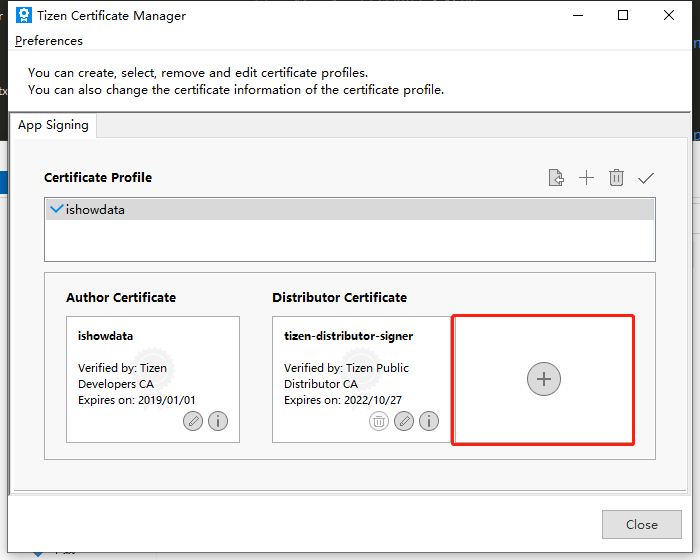 Tizen Certificate Manager
Preferences
You can create, select, remove and edit certificate profiles.
You can also change the certificate information of the certificate profile.
App Signing
Certificate Profile
ishowdata
Author Certificate
Distributor Certificate
ishowdata
Verified by: Tizen
Developers CA
Expires on: 2019/01/01
tizen-distributor-signer
Verified by: Tizen Public
Distributor CA
Expires on: 2022/10/27
Close